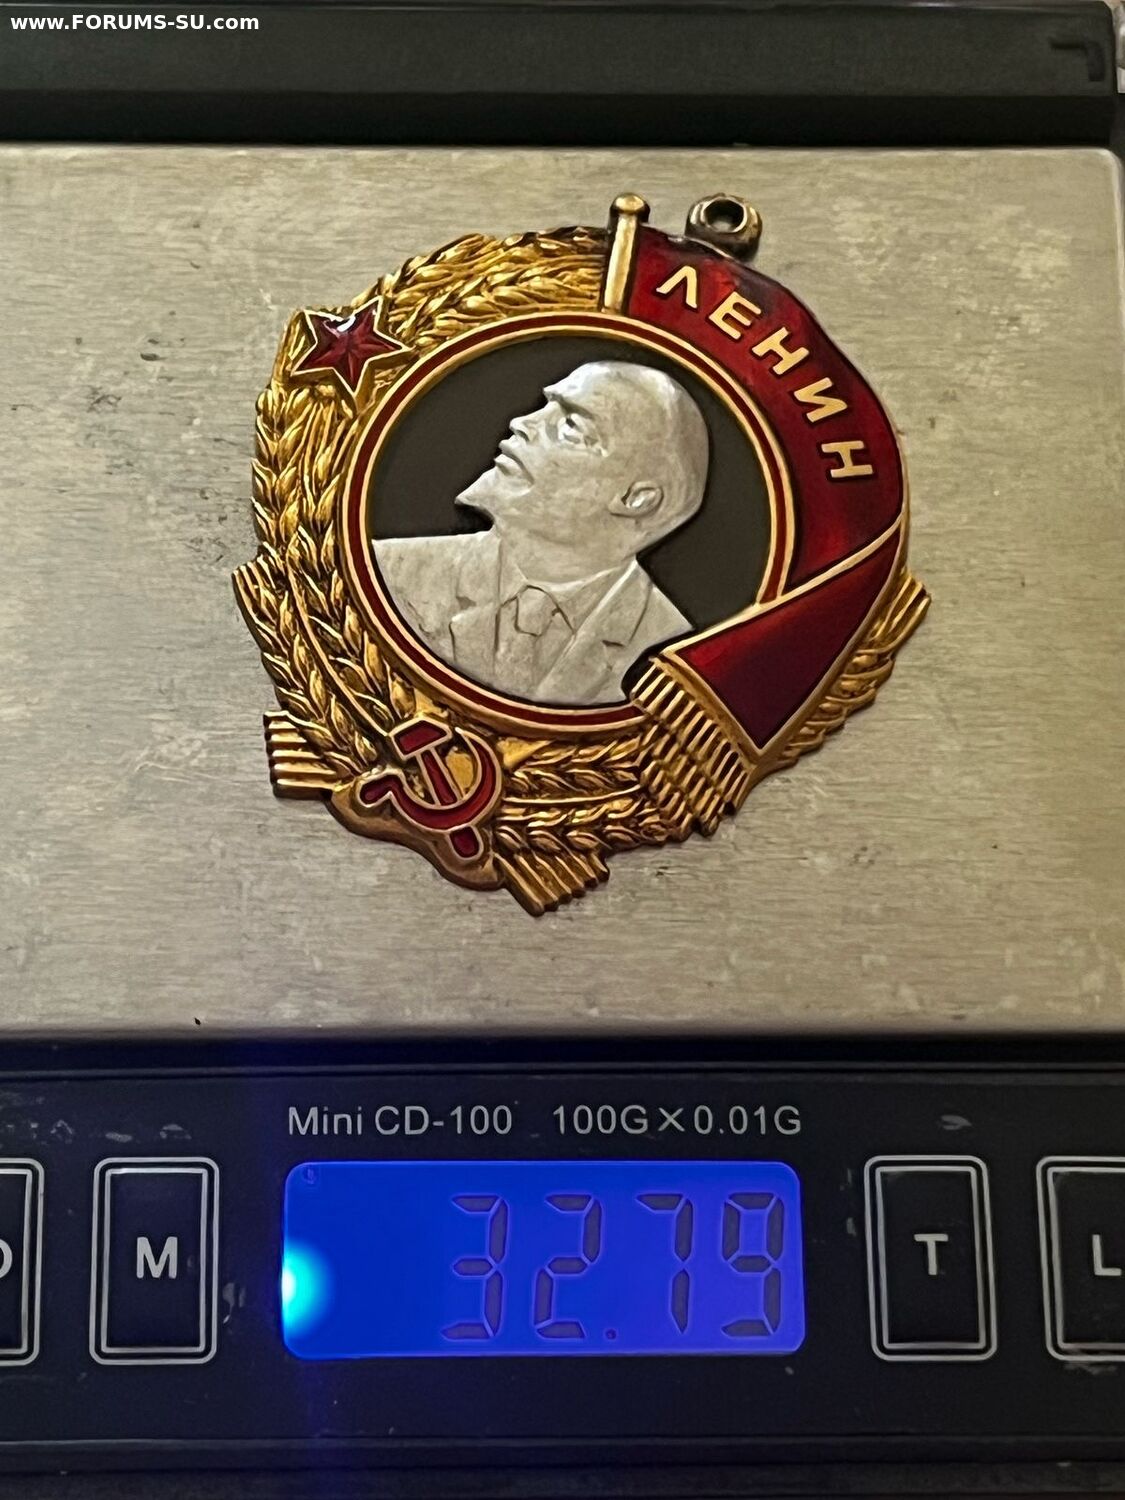 www.FORUMS-SU.com
ЛЕНИН
Mini CD-100 100G×0.01G
32.79
M T L